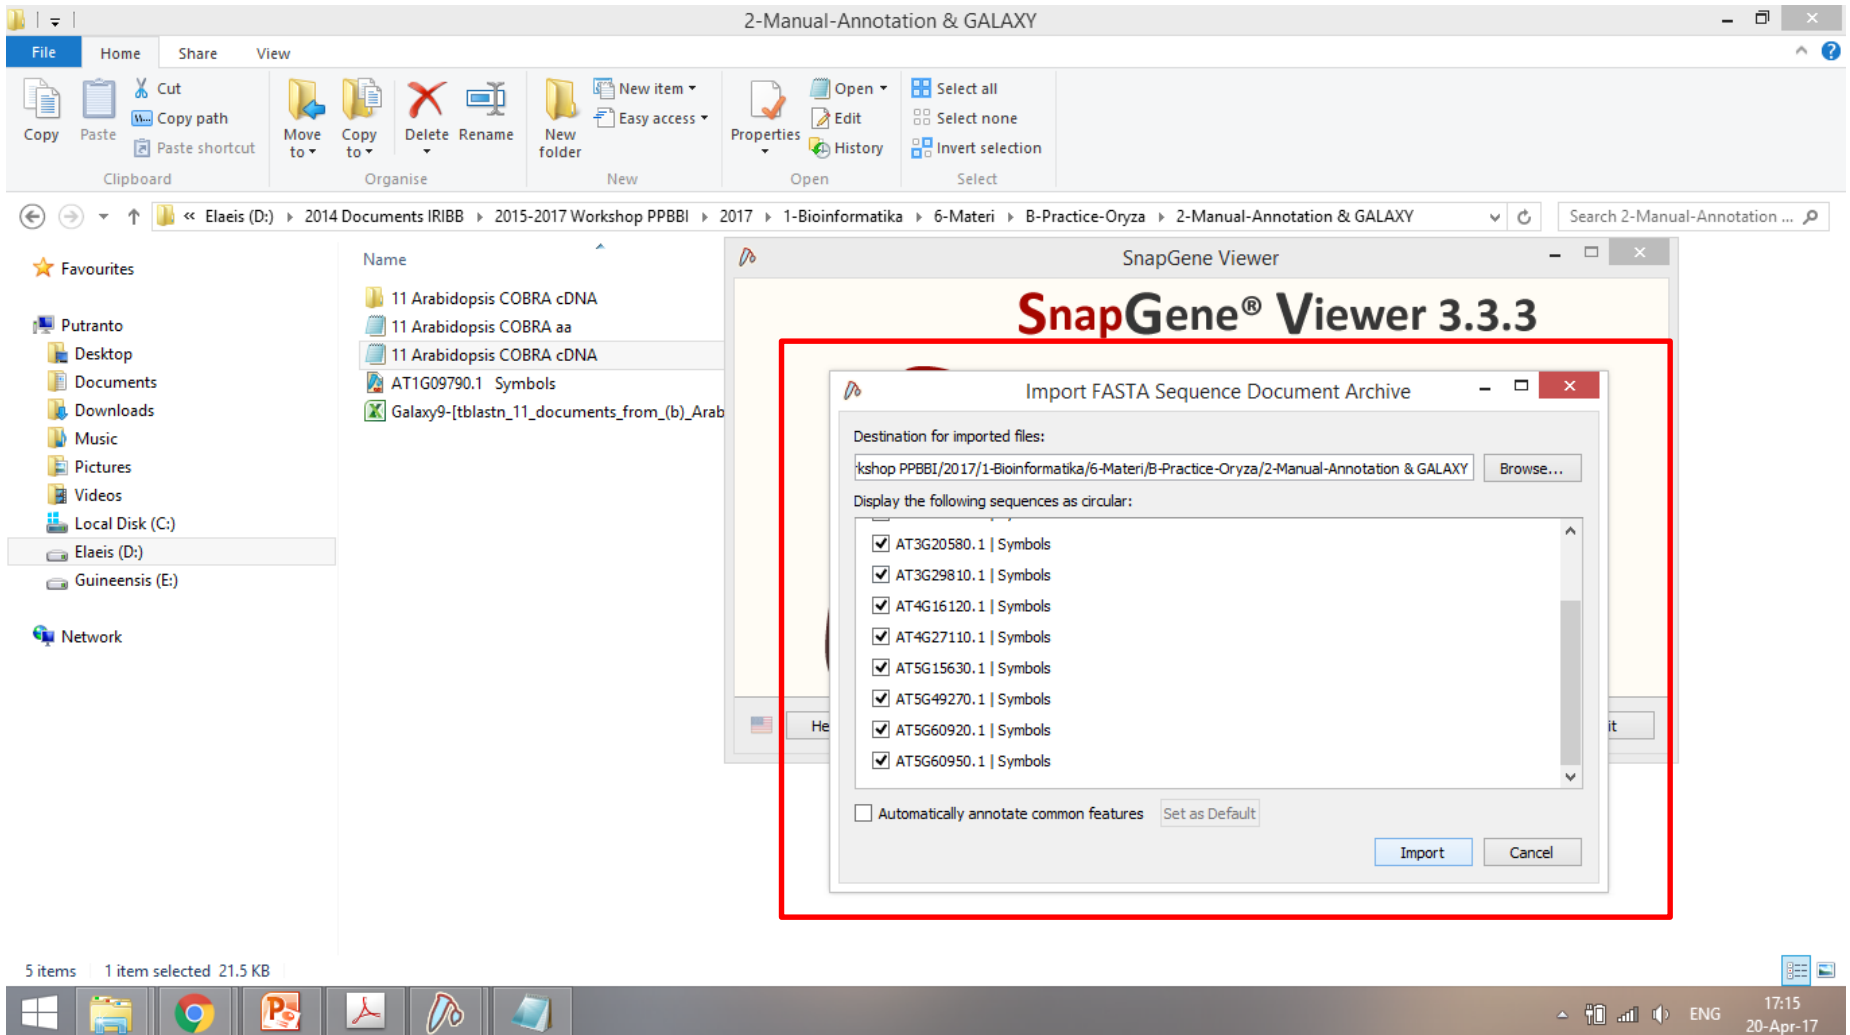 2-Manual-Annotation & GALAXY
File Home Share View
Copy
Paste
Cut
Copy path
Paste shortcut
Clipboard
Move to
Copy to
Delete
Rename
Organise
New folder
New item
Easy access
New
Properties
Open
Edit
History
Open
Select all
Select none
Invert selection
Select
« Elaeis (D:) 2014 Documents IRIBB 2015-2017 Workshop PPBBI 2017 1-Bioinformatika 6-Materi B-Practice-Oryza 2-Manual-Annotation & GALAXY
Search 2-Manual-Annotation ...
Favourites
Putranto
Desktop
Documents
Downloads
Music
Pictures
Videos
Local Disk (C:)
Elaeis (D:)
Guineensis (E:)
Network
Name
11 Arabidopsis COBRA cDNA
11 Arabidopsis COBRA aa
11 Arabidopsis COBRA cDNA
AT1G09790.1 Symbols
Galaxy9-[tblastn_11_documents_from_(b)_Arab
SnapGene Viewer
SnapGene® Viewer 3.3.3
Import FASTA Sequence Document Archive
Destination for imported files:
rkshop PPBBI/2017/1-Bioinformatika/6-Materi/B-Practice-Oryza/2-Manual-Annotation & GALAXY
Browse...
Display the following sequences as circular:
AT3G20580.1 | Symbols
AT3G29810.1 | Symbols
AT4G16120.1 | Symbols
AT4G27110.1 | Symbols
AT5G15630.1 | Symbols
AT5G49270.1 | Symbols
AT5G60920.1 | Symbols
AT5G60950.1 | Symbols
He
it
Automatically annotate common features
Set as Default
Import
Cancel
5 items 1 item selected 21.5 KB
ENG
17:15
20-Apr-17